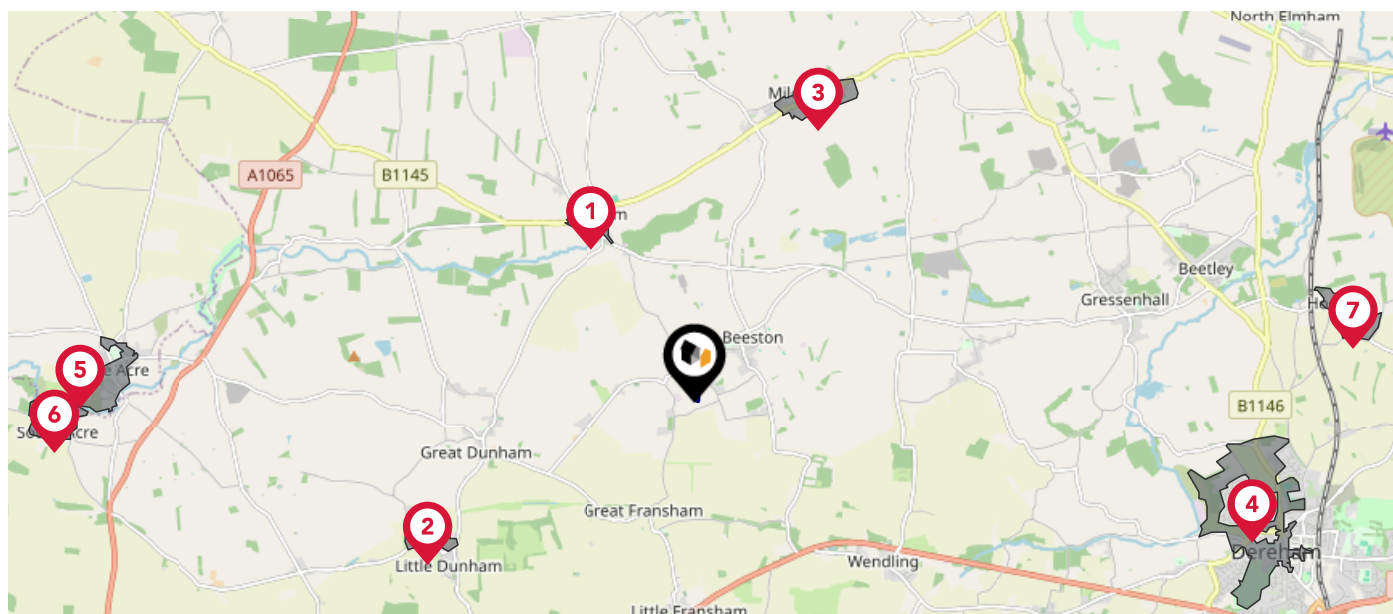 North Elmham
3
A1065
B1145
1
Beetley
Gressenhall
7
Beeston
5
Acre
6
B1146
Great Dunham
4
Great Fransham
2
Dereham
Wendling
Little Dunham
Little Fransham